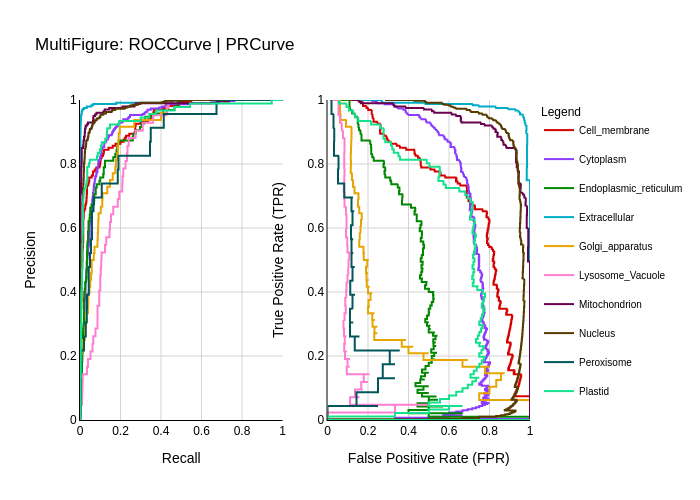 MultiFigure: ROCCurve | PRCurve
Precision
1
0.8
0.6
0.4
0.2
0
0
0.2
0.4
0.6
0.8
1
Recall
True Positive Rate (TPR)
1
0.8
0.6
0.4
0.2
0
0
0.2
0.4
0.6
0.8
1
False Positive Rate (FPR)
Legend
Cell_membrane
Cytoplasm
Endoplasmic_reticulum
Extracellular
Golgi_apparatus
Lysosome_Vacuole
Mitochondrion
Nucleus
Peroxisome
Plastid